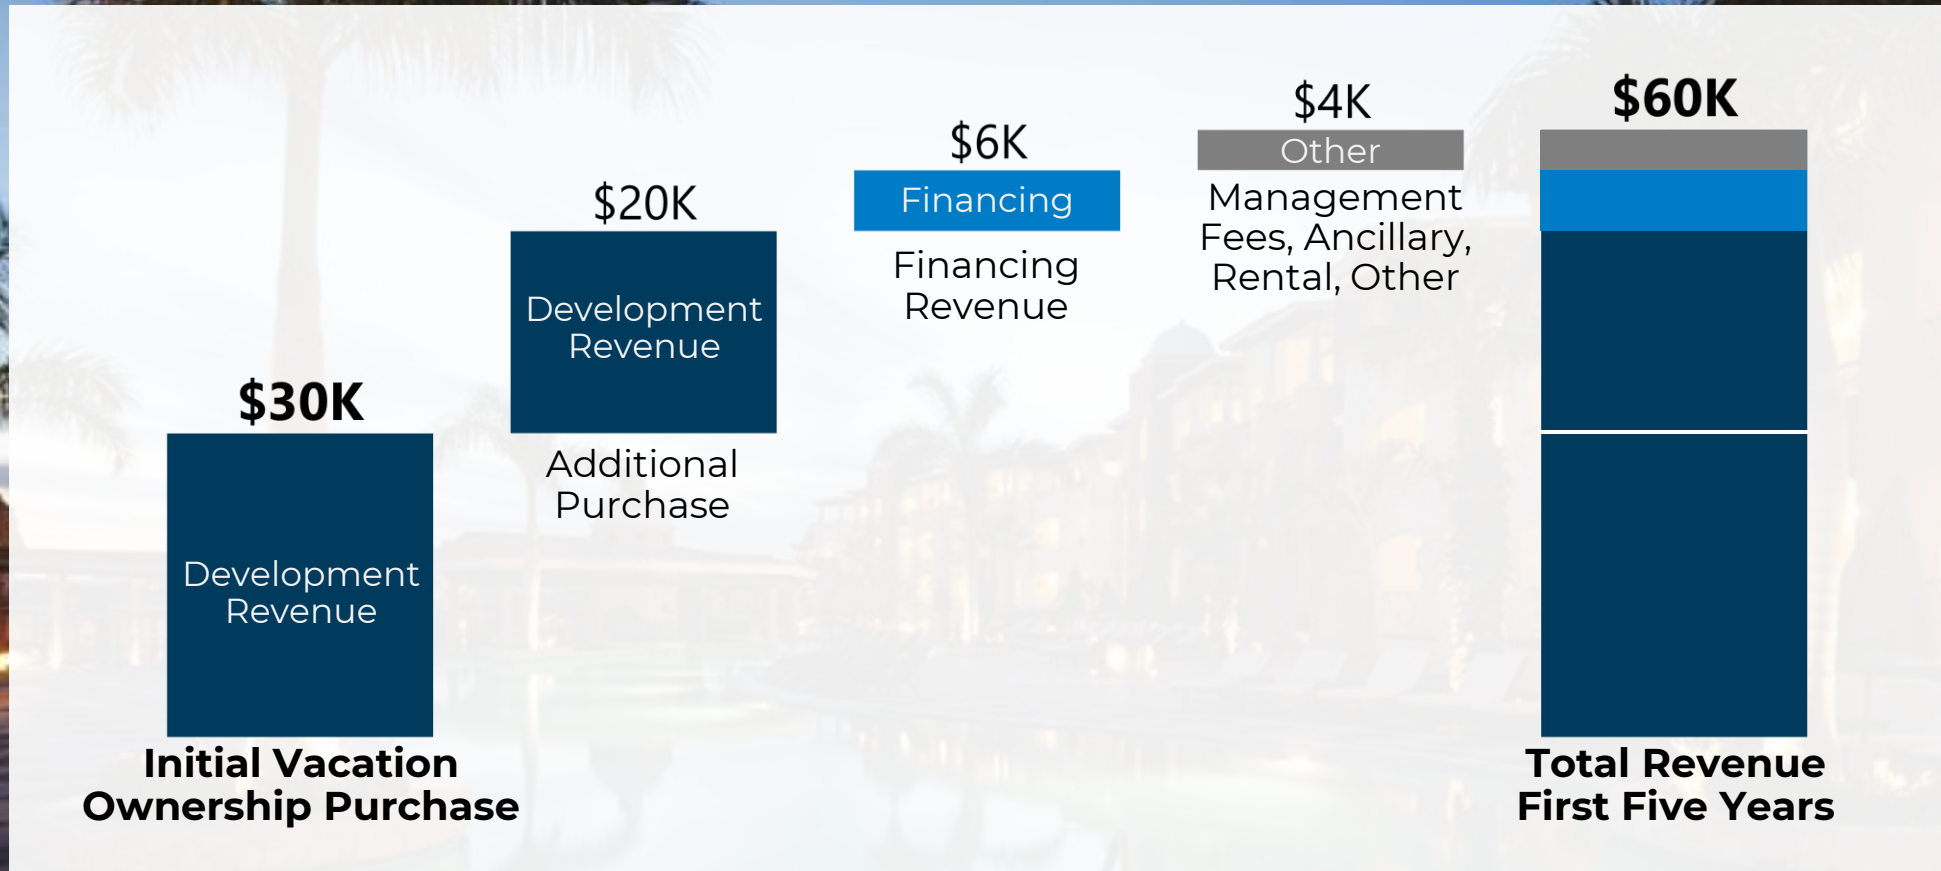 $30K
Development
Revenue
Initial Vacation
Ownership Purchase
$20K
Development
Revenue
Additional
Purchase
$6K
Financing
Financing
Revenue
$4K
Other
Management
Fees, Ancillary,
Rental, Other
$60K
Total Revenue
First Five Years